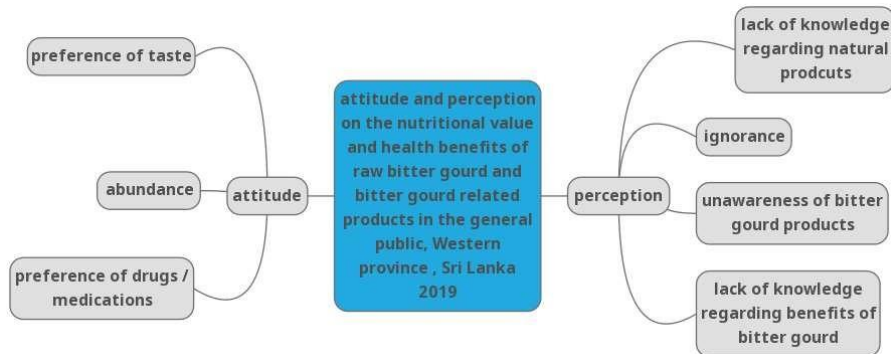 preference of taste
abundance
preference of drugs /
medications
attitude
attitude and perception
on the nutritional value
and health benefits of
raw bitter gourd and
bitter gourd related
products in the general
public, Western
province , Sri Lanka
2019
perception
lack of knowledge
regarding natural
prodcuts
ignorance
unawareness of bitter
gourd products
lack of knowledge
regarding benefits of
bitter gourd